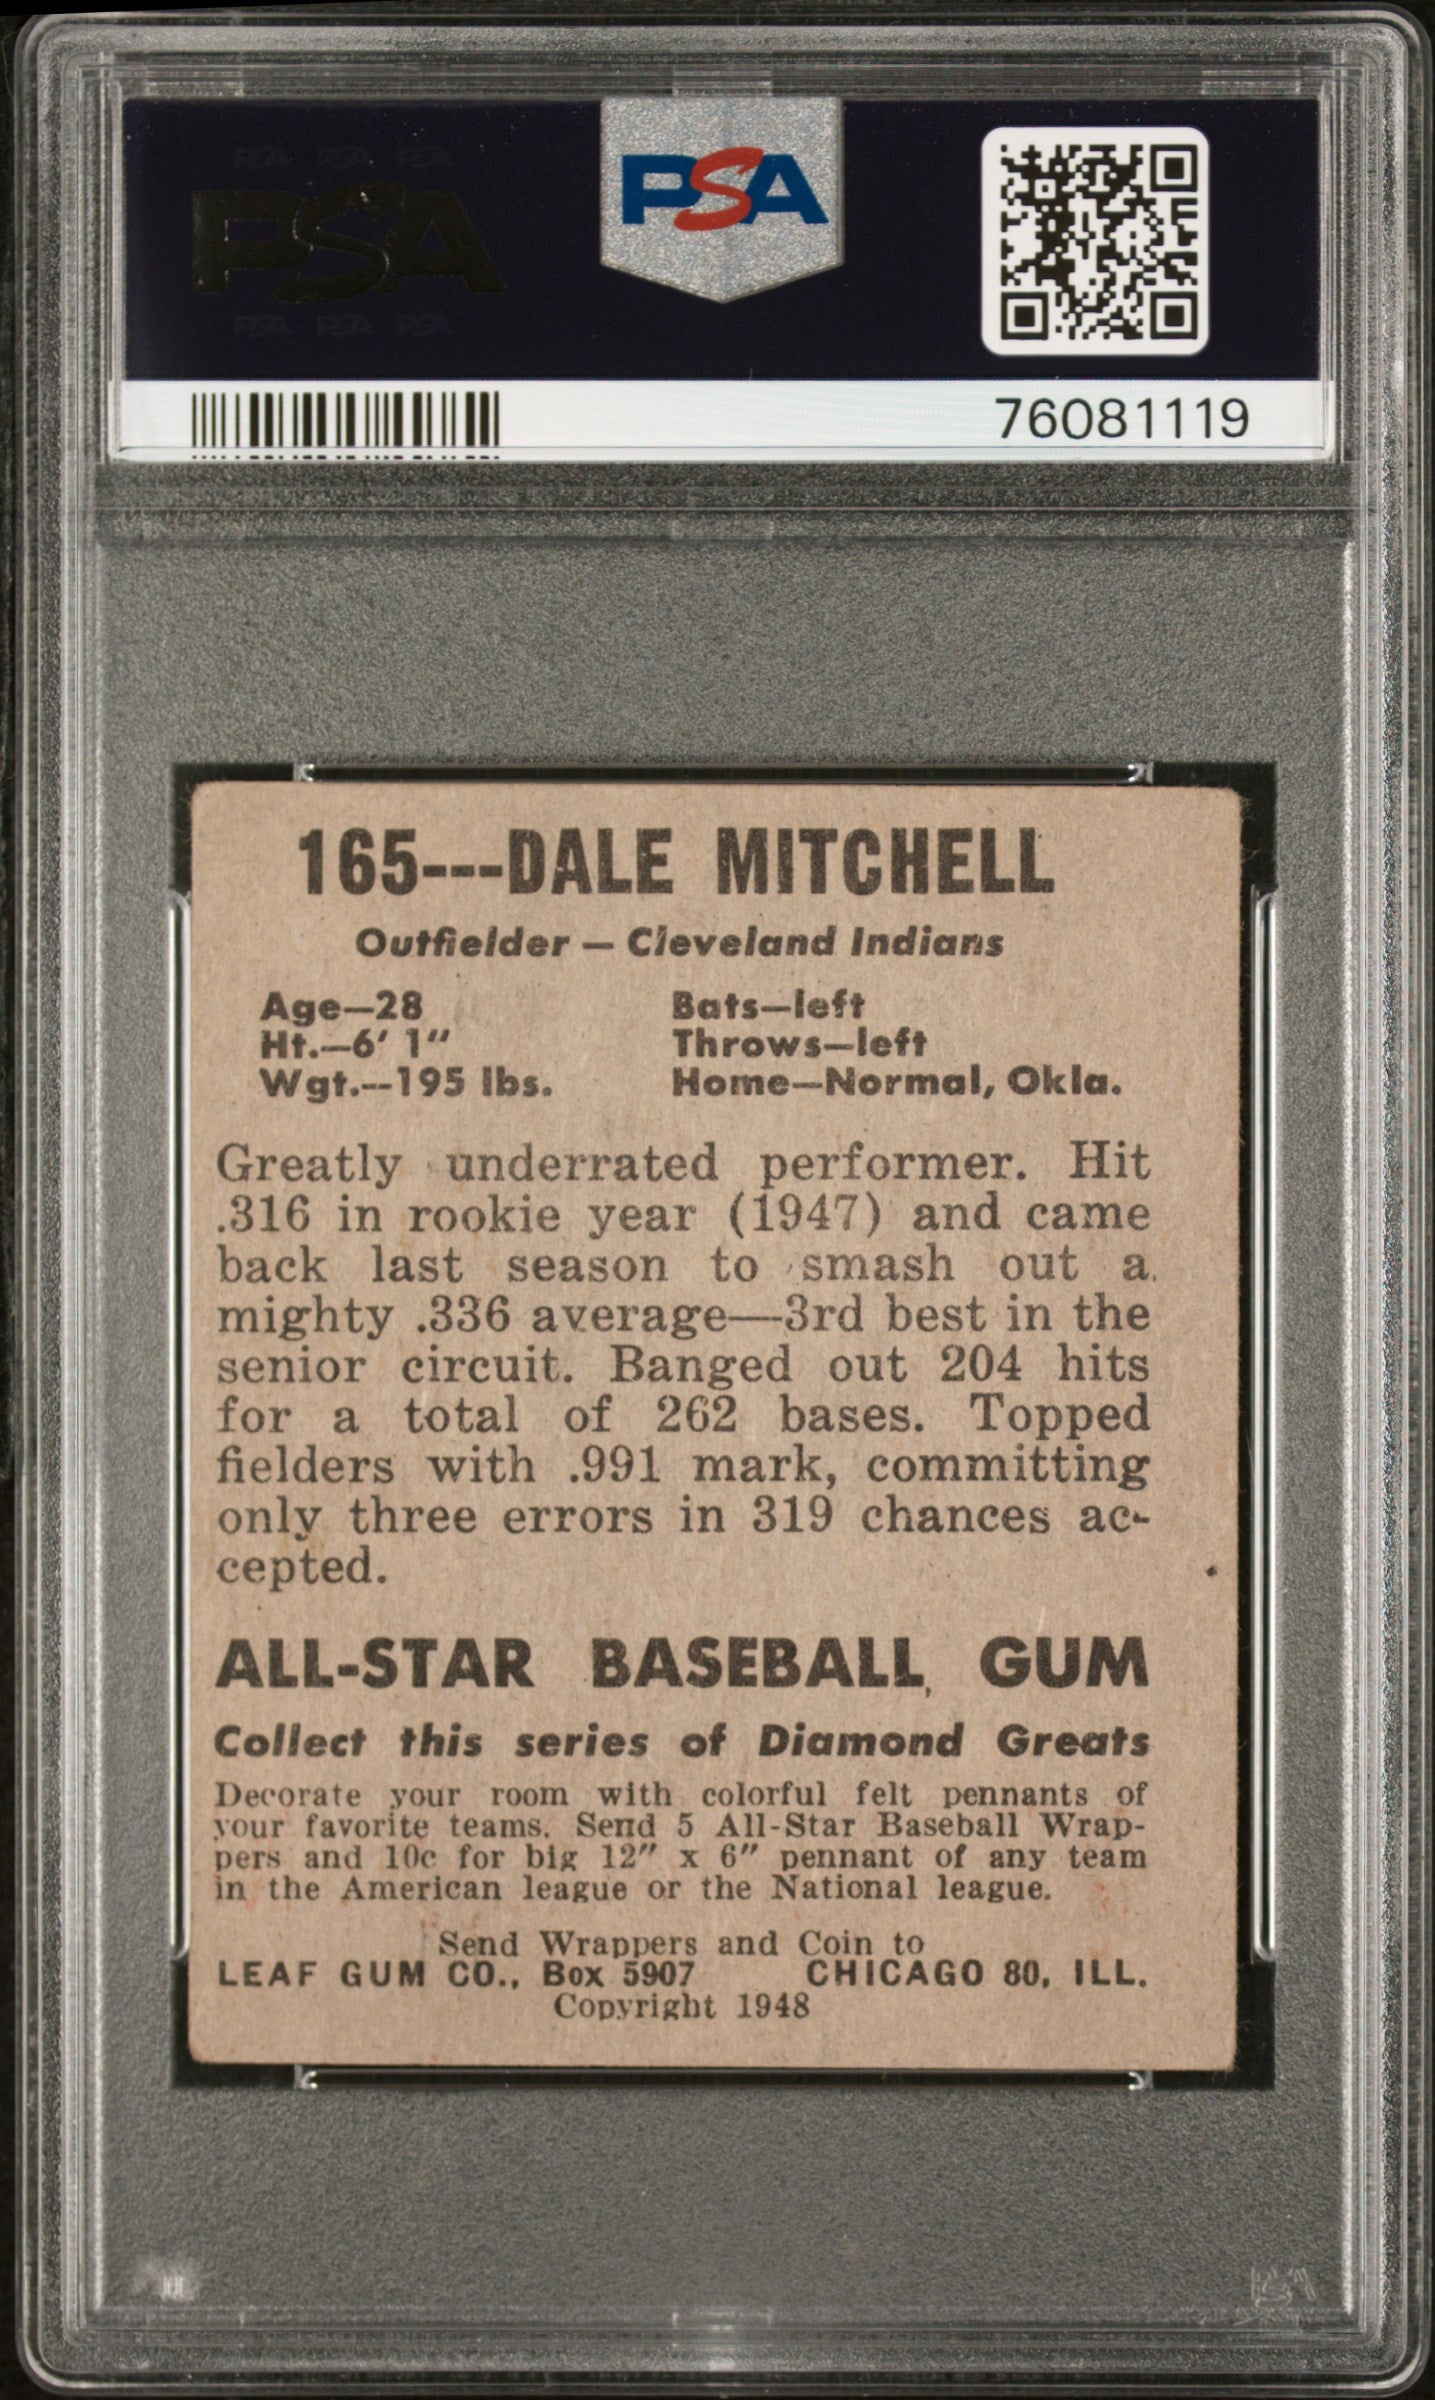 PSA PSA PSA
PSA
PSA PSA PSA
PSA
76081119
165---DALE MITCHELL
Outfielder — Cleveland Indians
Age—28 Bats—left
Ht.—6' 1" Throws—left
Wgt.--195 lbs. Home—Normal, Okla.
Greatly underrated performer. Hit
.316 in rookie year (1947) and came
back last season to smash out a
mighty .336 average—3rd best in the
senior circuit. Banged out 204 hits
for a total of 262 bases. Topped
fielders with .991 mark, committing
only three errors in 319 chances ac-
cepted.
ALL-STAR BASEBALL GUM
Collect this series of Diamond Greats
Decorate your room with colorful felt pennants of
your favorite teams. Send 5 All-Star Baseball Wrap-
pers and 10c for big 12" x 6" pennant of any team
in the American league or the National league.
Send Wrappers and Coin to
LEAF GUM CO., Box 5907 CHICAGO 80, ILL.
Copyright 1948